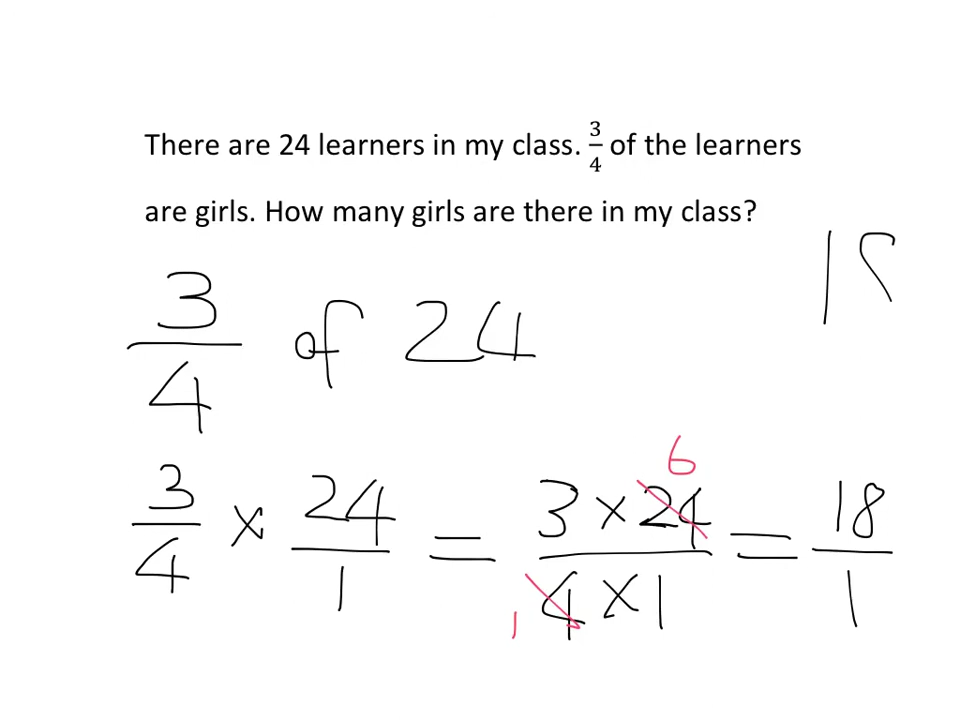 There are 24 learners in my class. 3/4 of the learners
are girls. How many girls are there in my class?
3/4 of 24
3/4 × 24/1 = 3 × 24/4 × 1 = 18/1
6
1